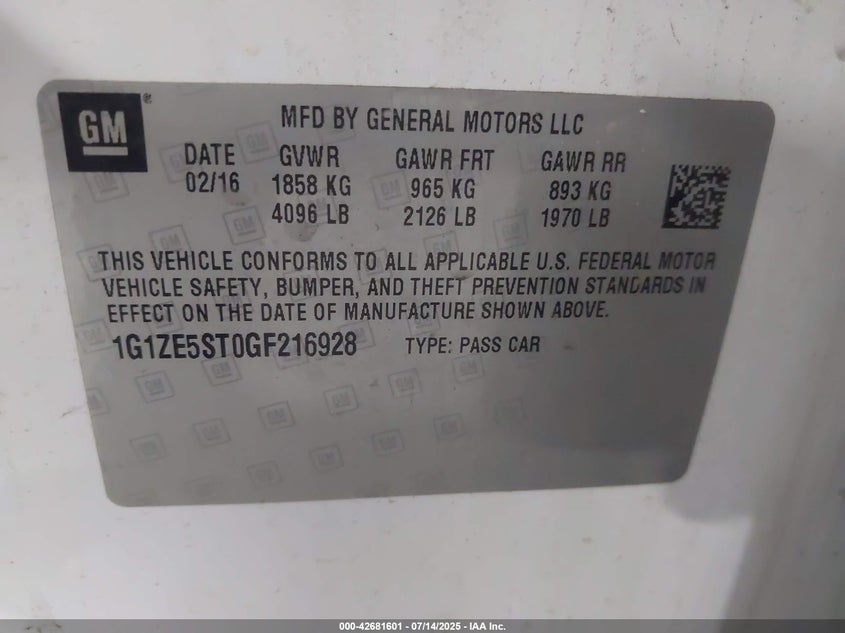 GM®
MFD BY GENERAL MOTORS LLC
DATE GVWR GAWR FRT GAWR RR
02/16 1858 KG 965 KG 893 KG
4096 LB 2126 LB 1970 LB
THIS VEHICLE CONFORMS TO ALL APPLICABLE U.S. FEDERAL MOTOR
VEHICLE SAFETY, BUMPER, AND THEFT PREVENTION STANDARDS IN
EFFECT ON THE DATE OF MANUFACTURE SHOWN ABOVE.
1G1ZE5ST0GF216928 TYPE: PASS CAR
000-42681601 / 07/14/2025 - IAA Inc.